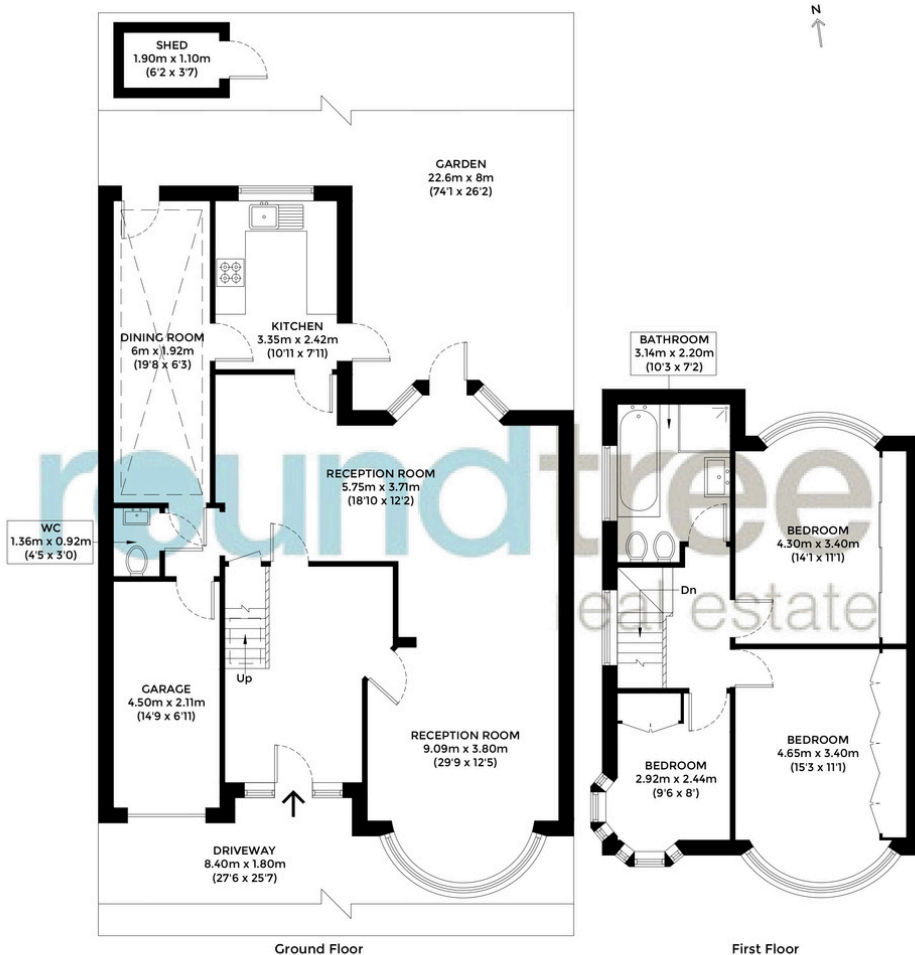 N
SHED
1.90m x 1.10m
(6'2 x 3'7)
GARDEN
22.6m x 8m
(74'1 x 26'2)
KITCHEN
3.35m x 2.42m
(10'11 x 7'11)
DINING ROOM
6m x 1.92m
(19'8 x 6'3)
BATHROOM
3.14m x 2.20m
(10'3 x 7'2)
roundtree
real estate
RECEPTION ROOM
5.75m x 3.71m
(18'10 x 12'2)
WC
1.36m x 0.92m
(4'5 x 3'0)
BEDROOM
4.30m x 3.40m
(14'1 x 11'1)
Dn
Up
GARAGE
4.50m x 2.11m
(14'9 x 6'11)
RECEPTION ROOM
9.09m x 3.80m
(29'9 x 12'5)
BEDROOM
2.92m x 2.44m
(9'6 x 8')
BEDROOM
4.65m x 3.40m
(15'3 x 11'1)
DRIVEWAY
8.40m x 1.80m
(27'6 x 25'7)
Ground Floor
First Floor